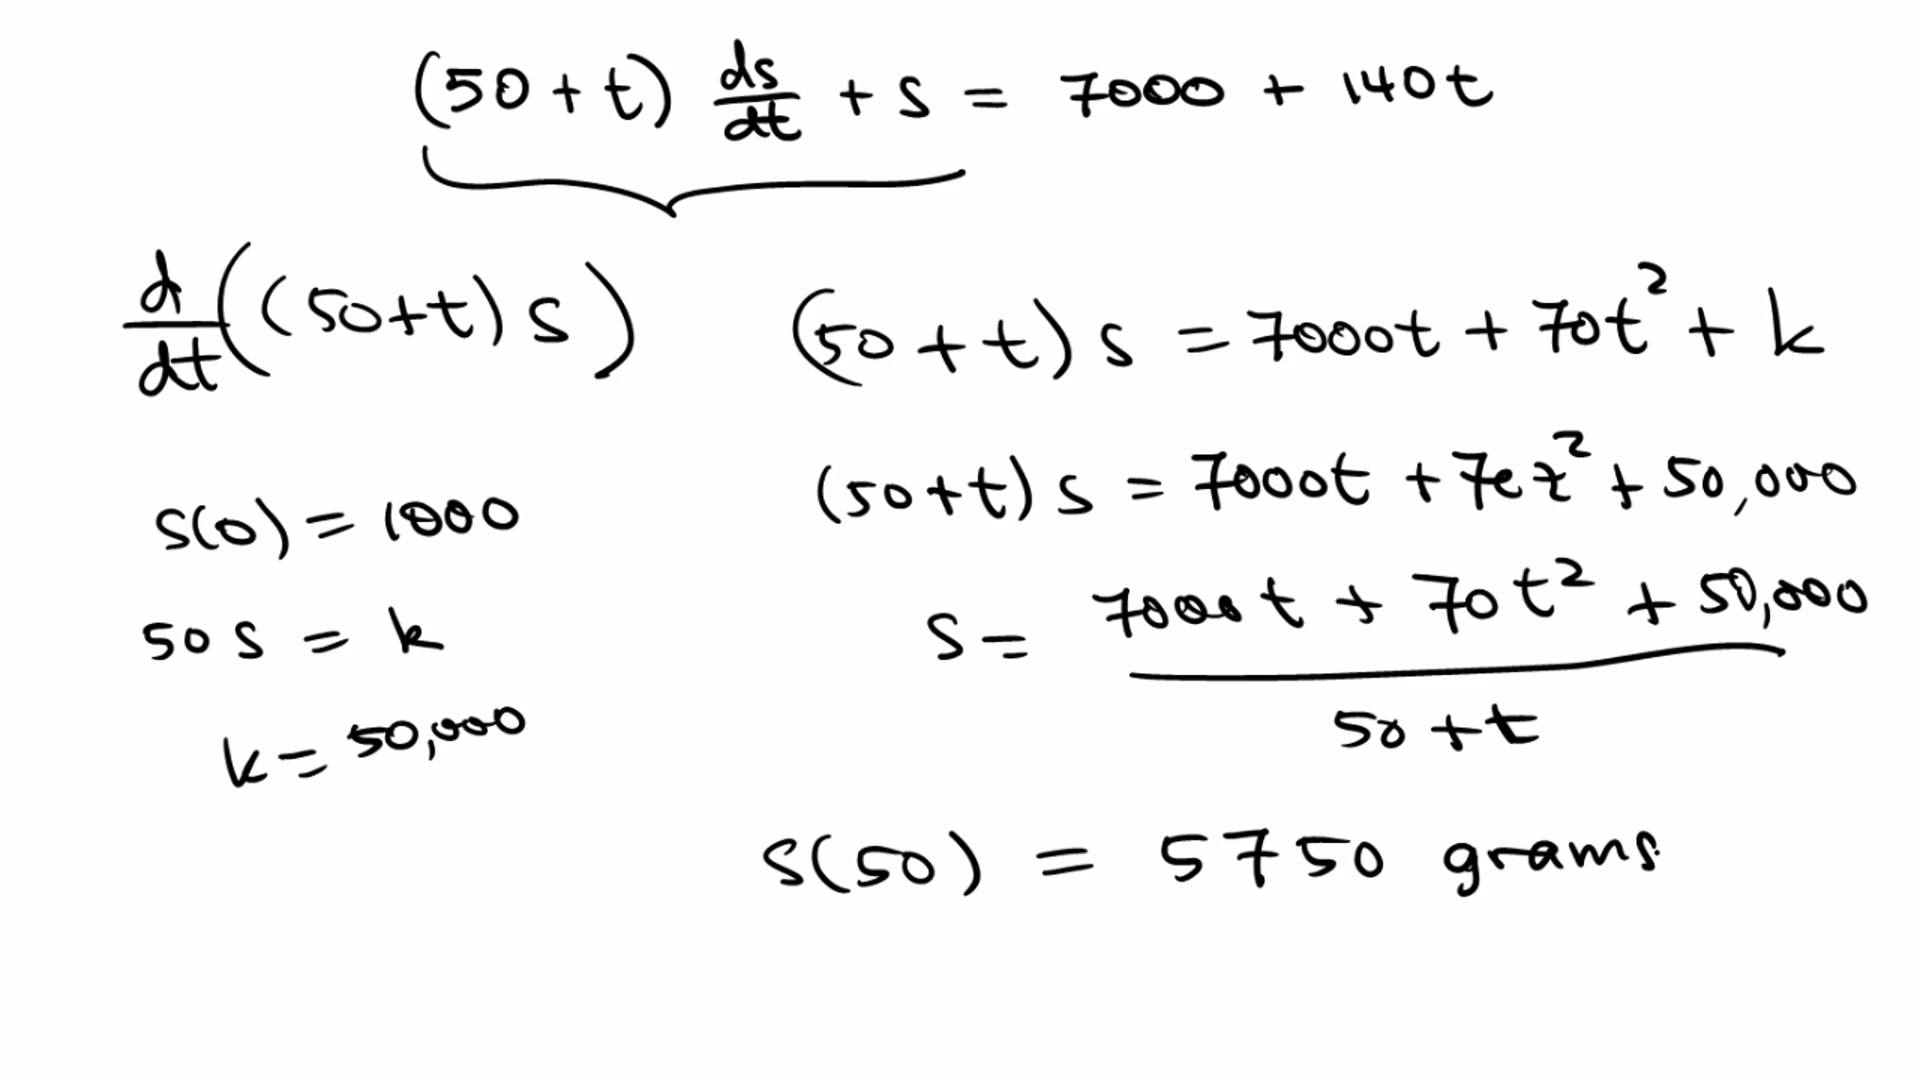 (50 + t) ds/dt + s = 7000 + 140t
d/dt((50+t) s)
(50 + t) s = 7000t + 70t² + k
(50+t) s = 7000t + 70t² + 50,000
s(0) = 1000
s = (7000t + 70t² + 50,000)/(50 + t)
50 s = k
k = 50,000
s(50) = 5750 grams